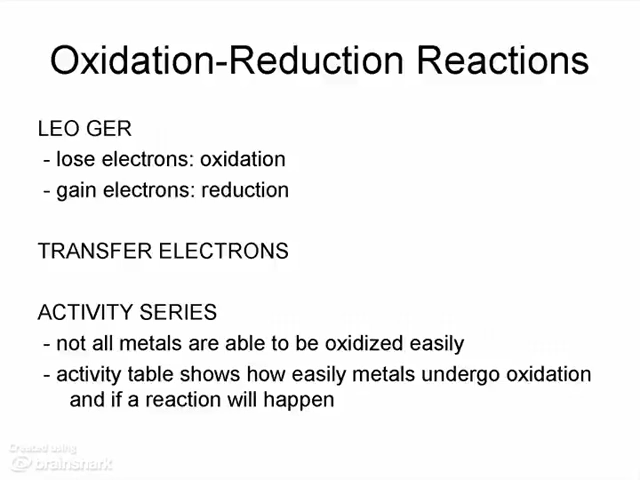 Oxidation-Reduction Reactions
LEO GER
- lose electrons: oxidation
- gain electrons: reduction
TRANSFER ELECTRONS
ACTIVITY SERIES
- not all metals are able to be oxidized easily
- activity table shows how easily metals undergo oxidation
and if a reaction will happen
Created using
brainshark